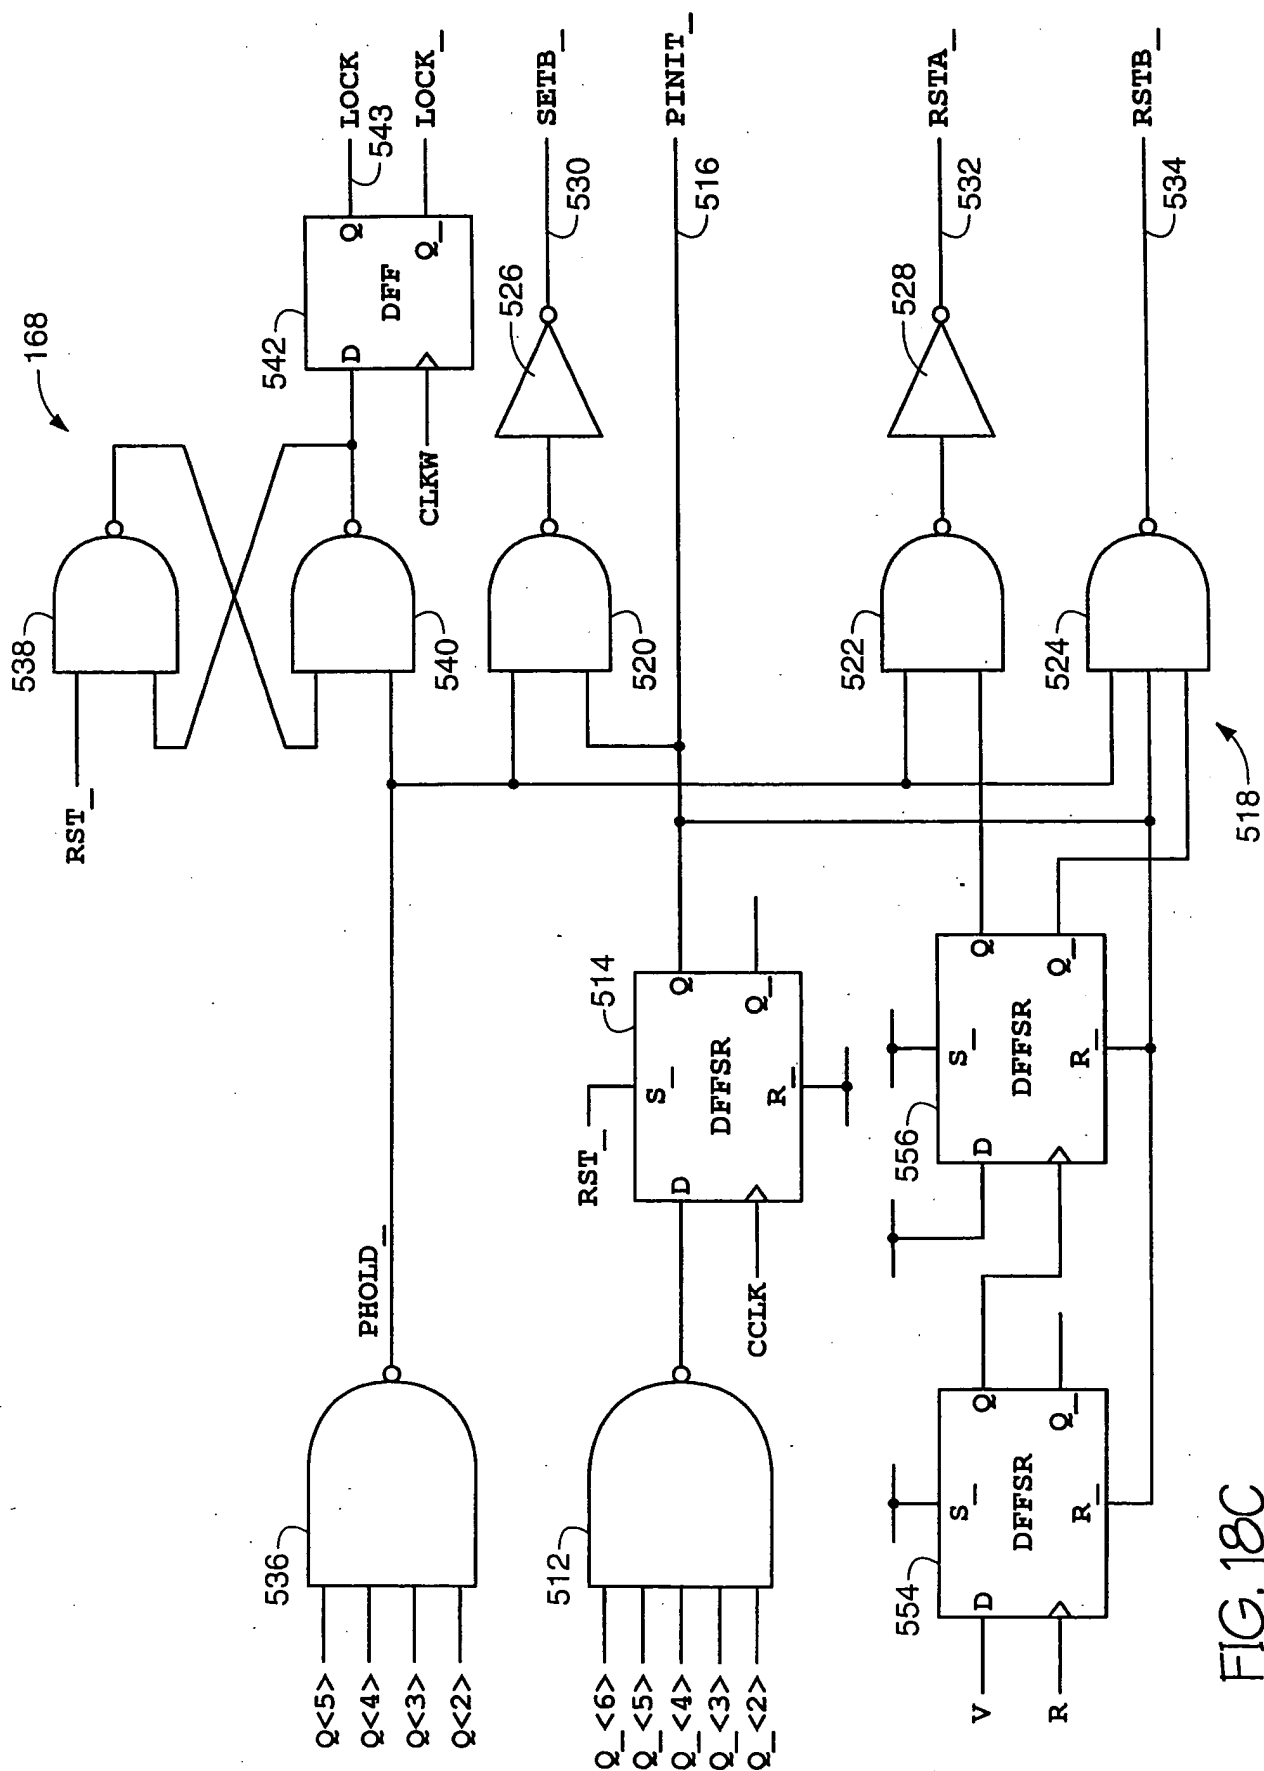 168
538
RST_
540
542
D
Q
DFF
Q_
CLKW
LOCK
543
LOCK_
526
SETB_
530
520
PINIT_
516
528
RSTA_
532
522
524
RSTB_
534
518
PHOLD_
536
Q<5>
Q<4>
Q<3>
Q<2>
512
Q_<6>
Q_<5>
Q_<4>
Q_<3>
Q_<2>
514
RST_
S_
D
Q
DFFSR
Q_
R_
CCLK
556
S_
D
Q
DFFSR
Q_
R_
554
S_
D
Q
DFFSR
Q_
R_
V
R
FIG. 18C